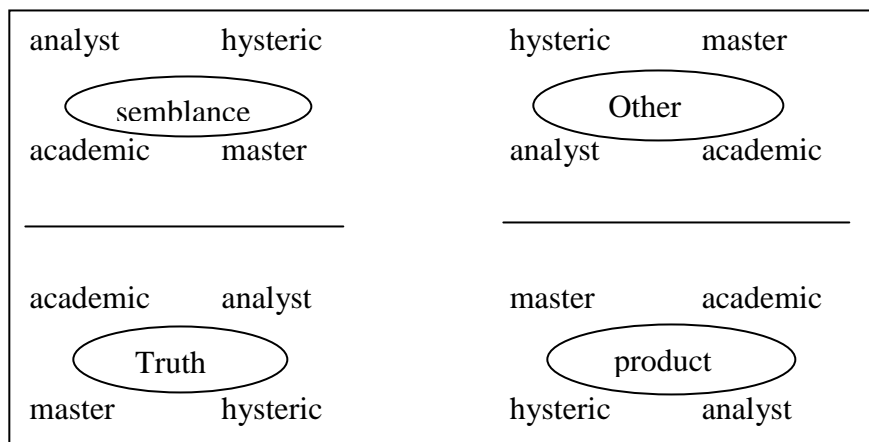 analyst hysteric
semblance
academic master
hysteric master
Other
analyst academic
academic analyst
Truth
master hysteric
master academic
product
hysteric analyst